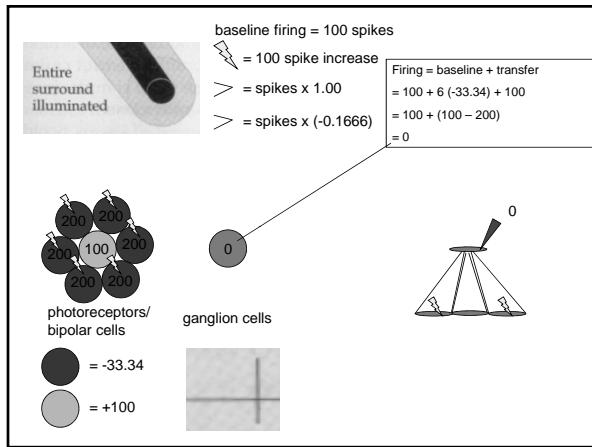 baseline firing = 100 spikes
= 100 spike increase
= spikes x 1.00
= spikes x (-0.1666)
Entire
surround
illuminated
Firing = baseline + transfer
= 100 + 6 (-33.34) + 100
= 100 + (100 – 200)
= 0
200
200
200
100
200
200
200
0
0
photoreceptors/
bipolar cells
ganglion cells
= -33.34
= +100